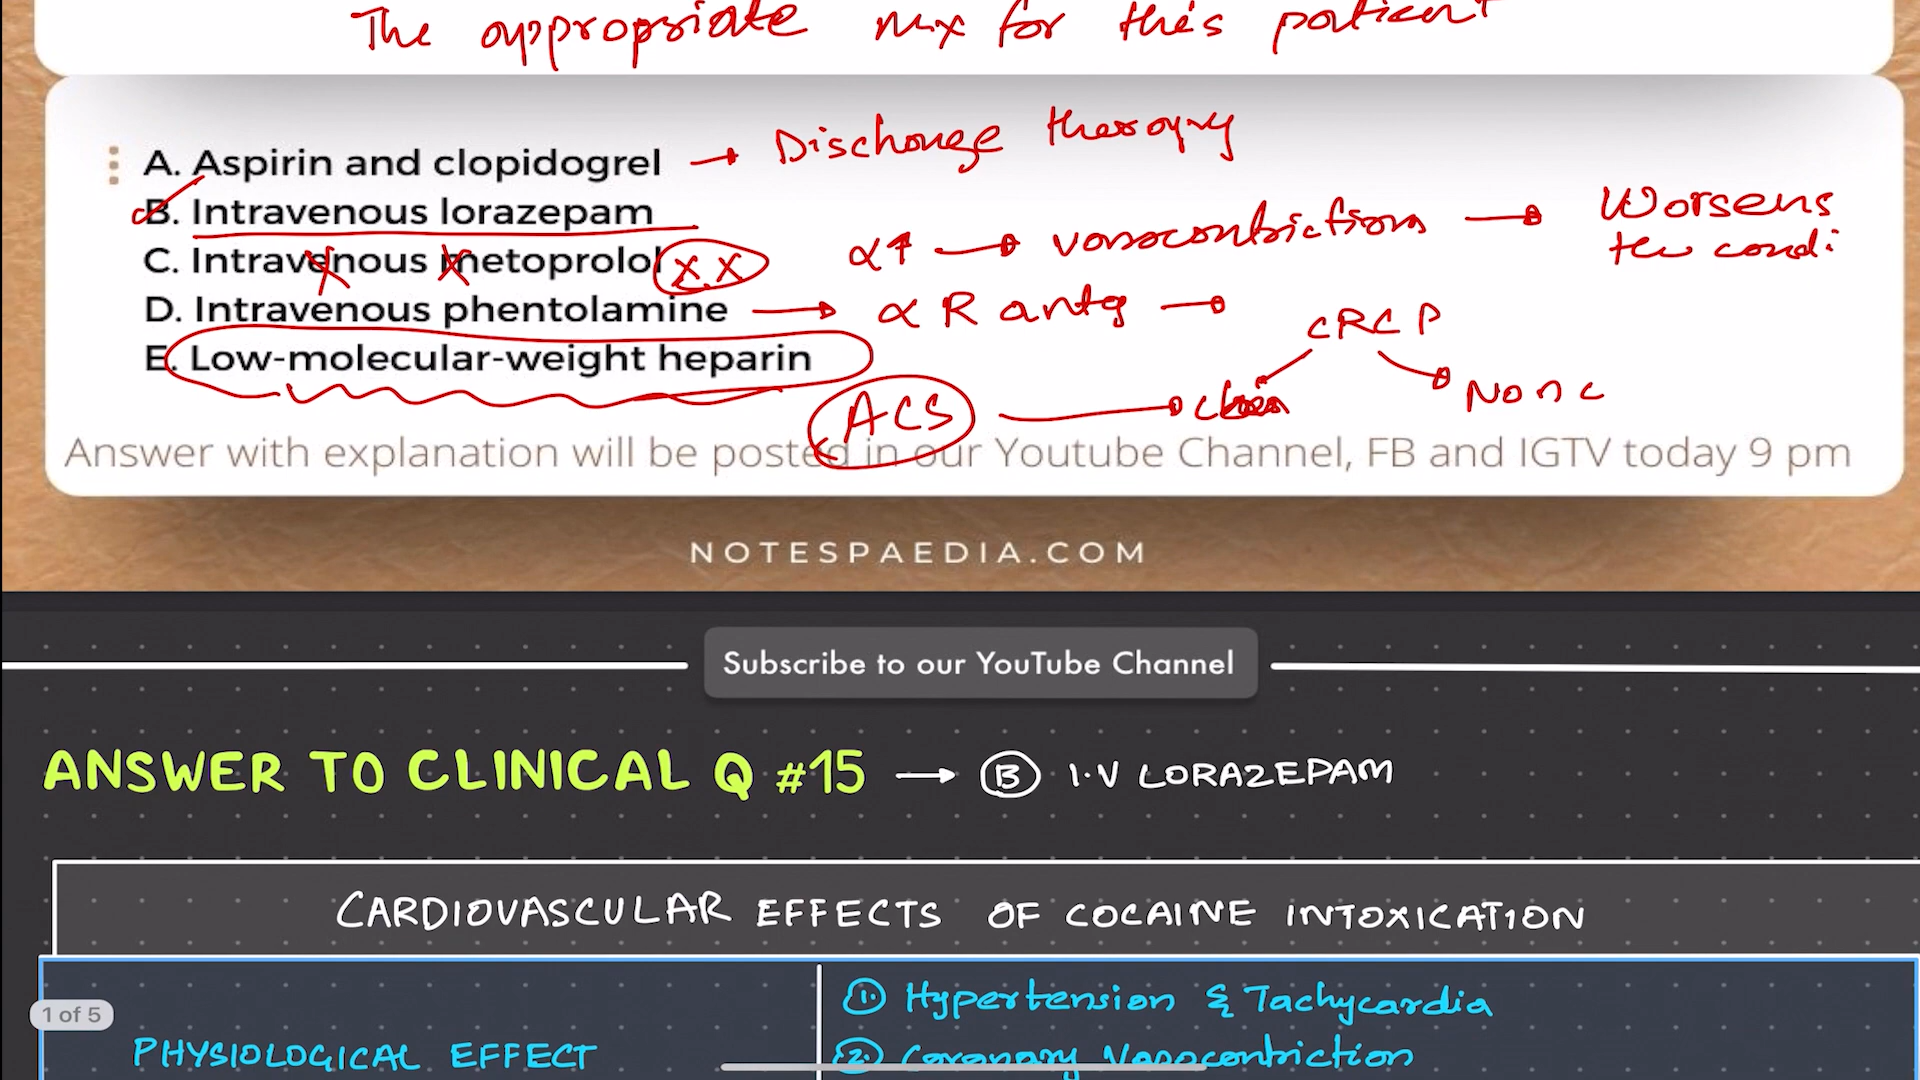 The appropriate mx for this patient
A. Aspirin and clopidogrel → Discharge therapy
B. Intravenous lorazepam
α↑ → vasoconstriction → Worsens
the condi:
C. Intravenous metoprolol XX
D. Intravenous phentolamine → α R antg →
CRCP
E. Low-molecular-weight heparin
Non c
ACS →
Answer with explanation will be posted in our Youtube Channel, FB and IGTV today 9 pm
NOTESPAEDIA.COM
Subscribe to our YouTube Channel
ANSWER TO CLINICAL Q #15 → B I.V LORAZEPAM
CARDIOVASCULAR EFFECTS OF COCAINE INTOXICATION
1. Hypertension & Tachycardia
1 of 5
PHYSIOLOGICAL EFFECT
2. Coronary Vasocontriction